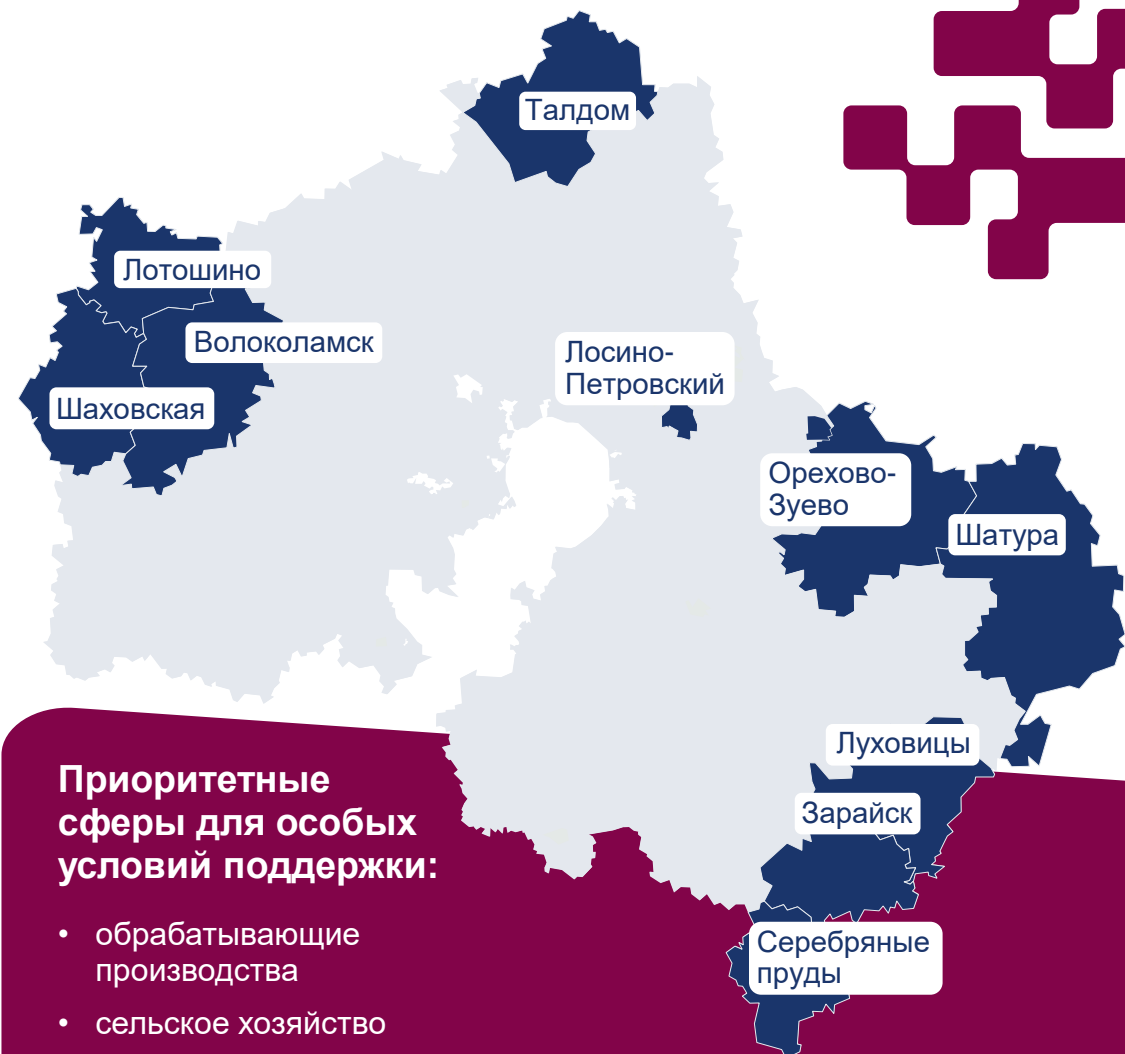 Талдом
Лотошино
Волоколамск
Шаховская
Лосино-
Петровский
Орехово-
Зуево
Шатура
Луховицы
Зарайск
Серебряные
пруды
Приоритетные
сферы для особых
условий поддержки:
• обрабатывающие
производства
• сельское хозяйство